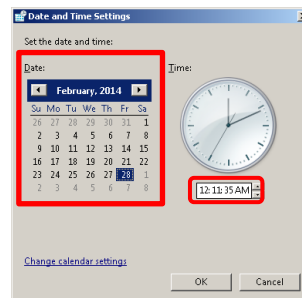 Date and Time Settings
Set the date and time:
Date:
Time:
February, 2014
Su Mo Tu We Th Fr Sa
26 27 28 29 30 31 1
2 3 4 5 6 7 8
9 10 11 12 13 14 15
16 17 18 19 20 21 22
23 24 25 26 27 28 1
2 3 4 5 6 7 8
12:11:35 AM
Change calendar settings
OK
Cancel